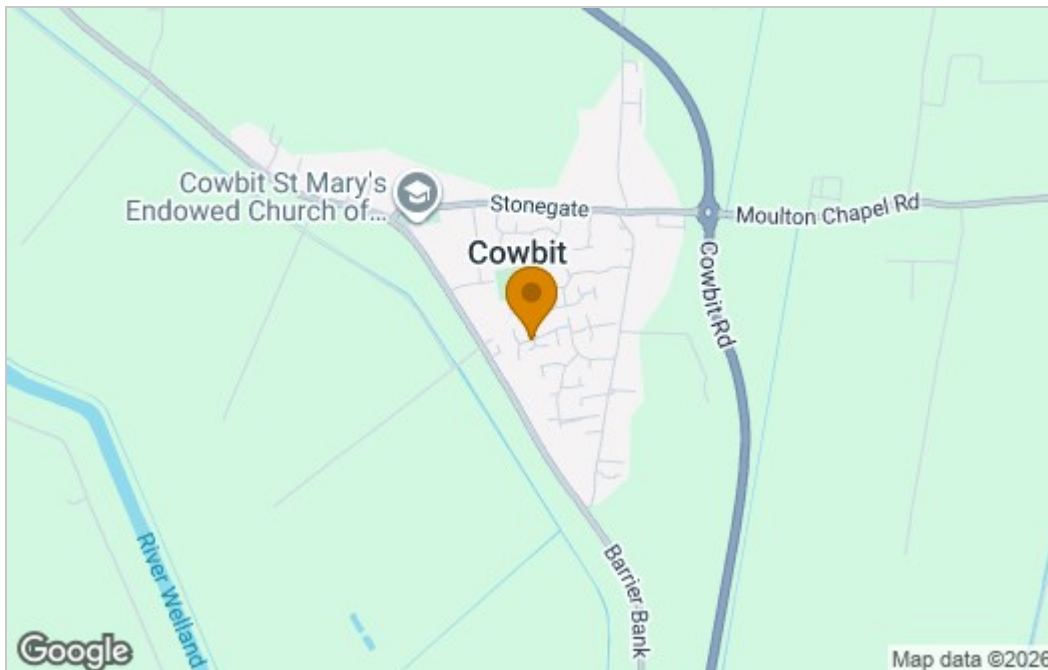 Cowbit St Mary's
Endowed Church of...
Stonegate
Moulton Chapel Rd
Cowbit
Cowbit Rd
River Welland
Barrier Bank
Google
Map data ©2026